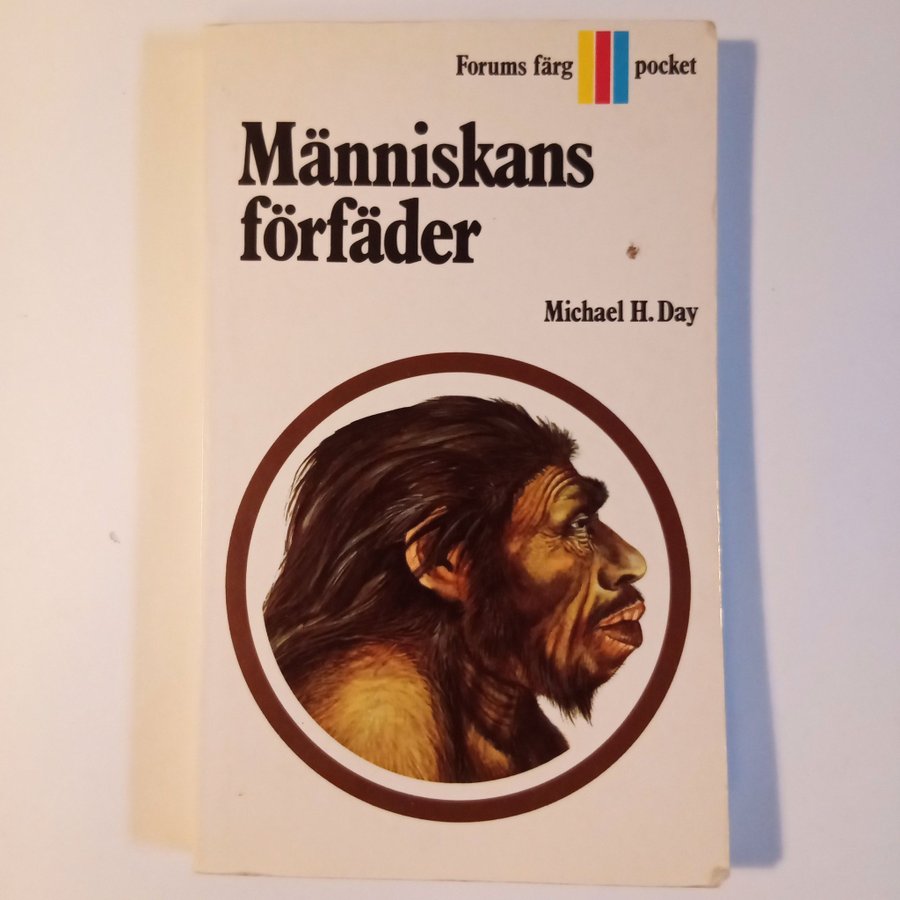 Forums färg pocket
Människans
förfäder
Michael H. Day